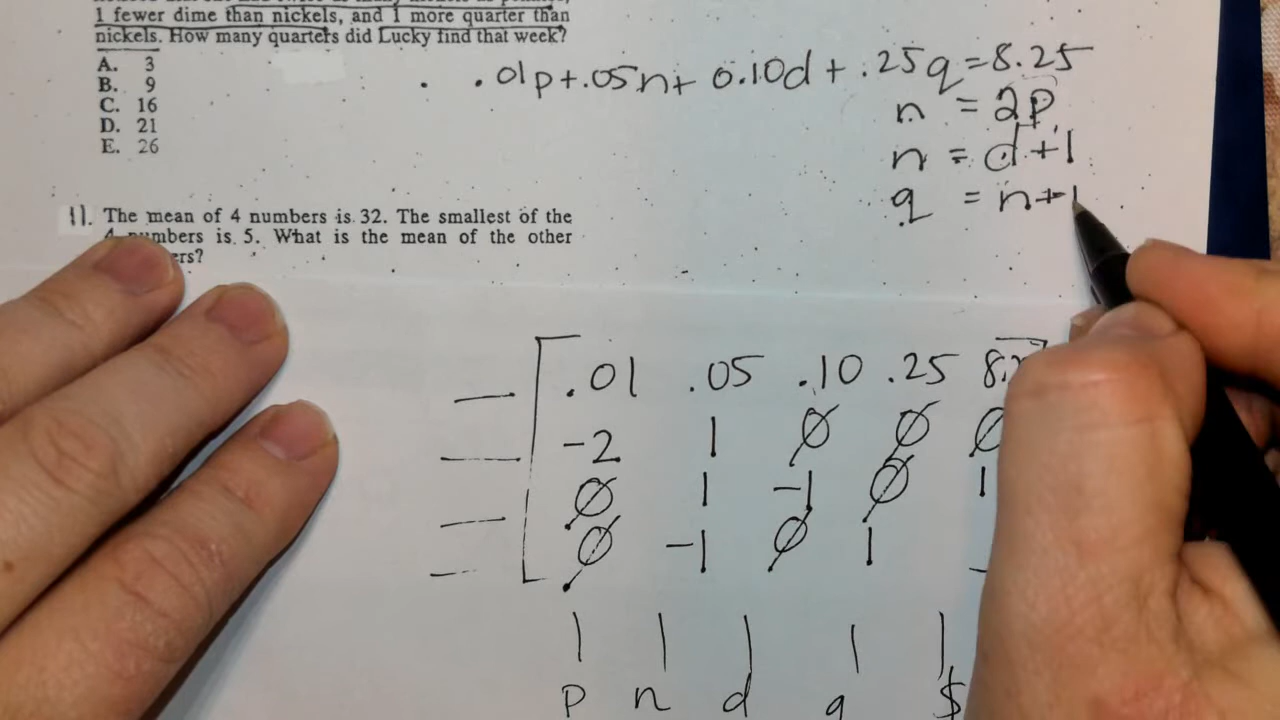 1 fewer dime than nickels, and 1 more quarter than
nickels. How many quarters did Lucky find that week?
A. 3
B. 9
C. 16
D. 21
E. 26
.01p+.05n+ 0.10d + .25q=8.25
n = 2p
n = d+1
q = n+1
11. The mean of 4 numbers is 32. The smallest of the
4 numbers is 5. What is the mean of the other
.01 .05 .10 .25
-2 1 0 0 0
0 1 -1 0 1
0 -1 0 1
p n d q $